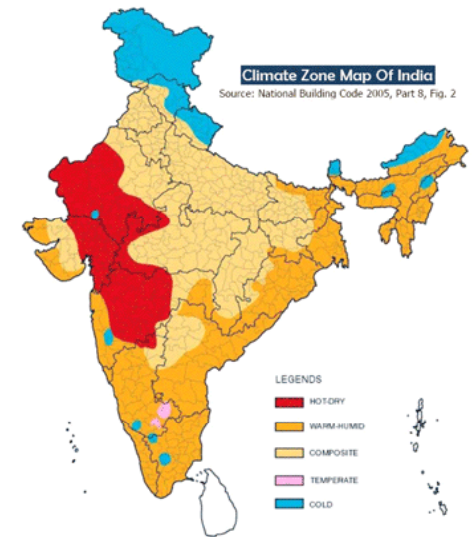 Climate Zone Map Of India
Source: National Building Code 2005, Part 8, Fig. 2
LEGENDS
HOT-DRY
WARM-HUMID
COMPOSITE
TEMPERATE
COLD